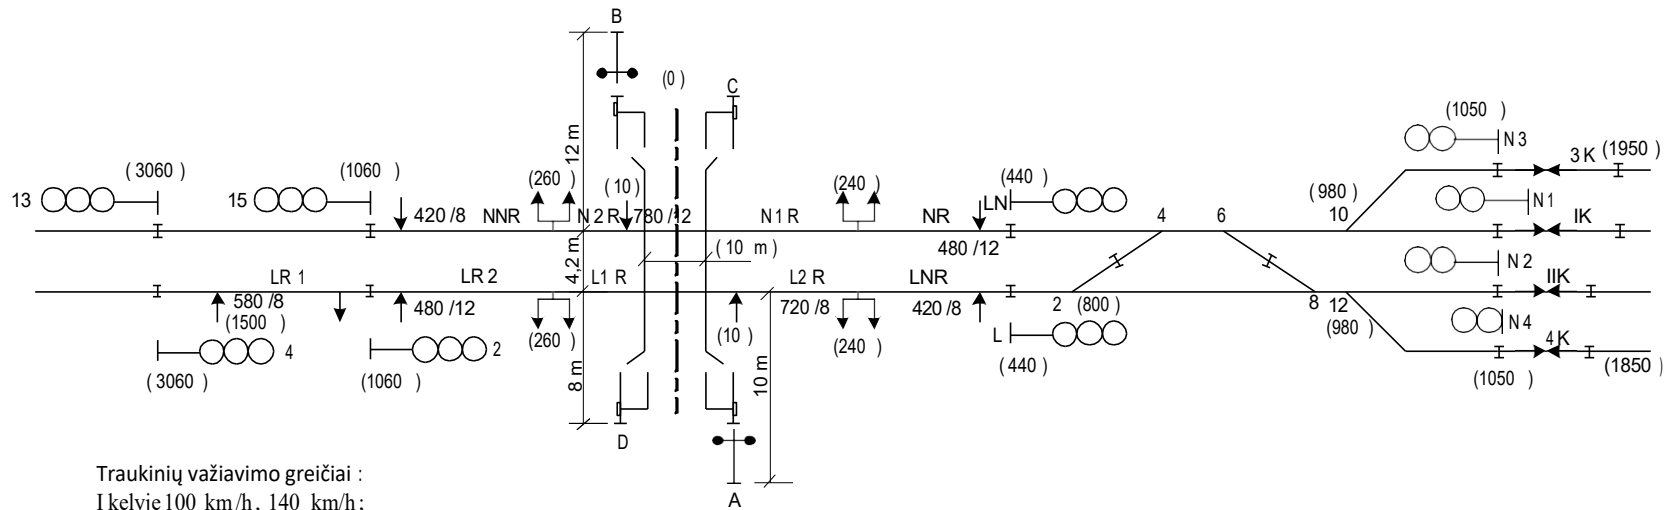 B
(0 )
C
12 m
(1050 )
N 3
3 K
(1950)
13
( 3060 )
15
(1060 )
(260 )
(10 )
(240 )
(440 )
LN
(980 )
10
N 1
IK
420 /8
NNR
N 2 R
780 /12
N 1 R
NR
480 /12
4
6
4,2 m
( 10 m )
N 2
IIK
LR 1
LR 2
L1 R
L2 R
LNR
580 /8
(1500 )
480 /12
(260 )
(10 )
720 /8
(240 )
420 /8
2
(800 )
8
12
(980 )
N 4
4 K
4
( 3060 )
2
(1060 )
L
(440 )
(1050 )
(1850 )
8 m
10 m
D
A
Traukinių važiavimo greičiai :
I kelyje 100 km/h , 140 km/h ;